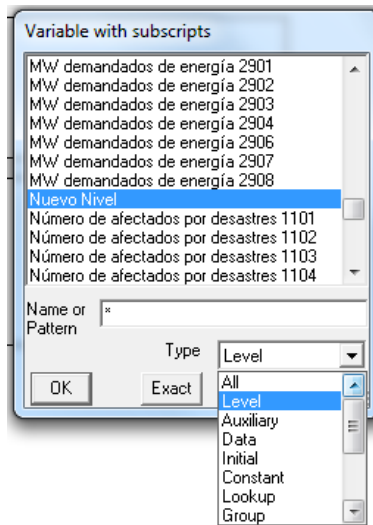 Variable with subscripts
MW demandados de energía 2901
MW demandados de energía 2902
MW demandados de energía 2903
MW demandados de energía 2904
MW demandados de energía 2906
MW demandados de energía 2907
MW demandados de energía 2908
Nuevo Nivel
Número de afectados por desastres 1101
Número de afectados por desastres 1102
Número de afectados por desastres 1103
Número de afectados por desastres 1104
Name or Pattern *
Type Level
OK Exact
All
Level
Auxiliary
Data
Initial
Constant
Lookup
Group